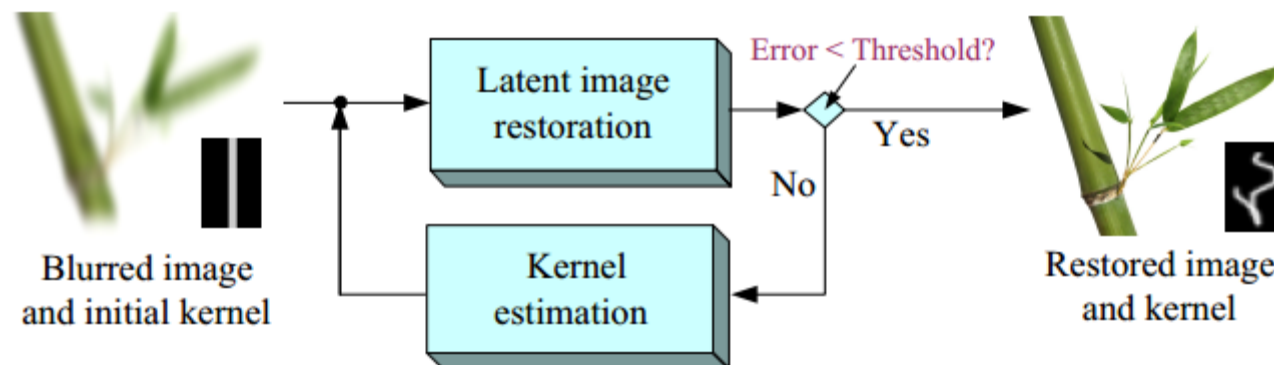 Error < Threshold?
Latent image
restoration
Yes
No
Blurred image
and initial kernel
Kernel
estimation
Restored image
and kernel